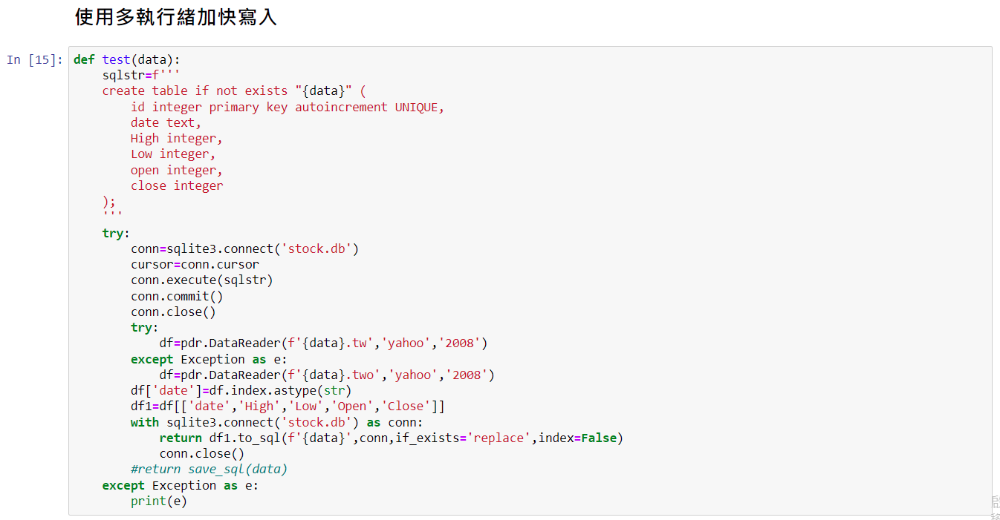 使用多執行緒加快寫入
In [15]: def test(data):
    sqlstr=f'''
    create table if not exists "{data}" (
        id integer primary key autoincrement UNIQUE,
        date text,
        High integer,
        Low integer,
        open integer,
        close integer
    );
    '''
    try:
        conn=sqlite3.connect('stock.db')
        cursor=conn.cursor
        conn.execute(sqlstr)
        conn.commit()
        conn.close()
        try:
            df=pdr.DataReader(f'{data}.tw','yahoo','2008')
        except Exception as e:
            df=pdr.DataReader(f'{data}.two','yahoo','2008')
        df['date']=df.index.astype(str)
        df1=df[['date','High','Low','Open','Close']]
        with sqlite3.connect('stock.db') as conn:
            return df1.to_sql(f'{data}',conn,if_exists='replace',index=False)
            conn.close()
        #return save_sql(data)
    except Exception as e:
        print(e)